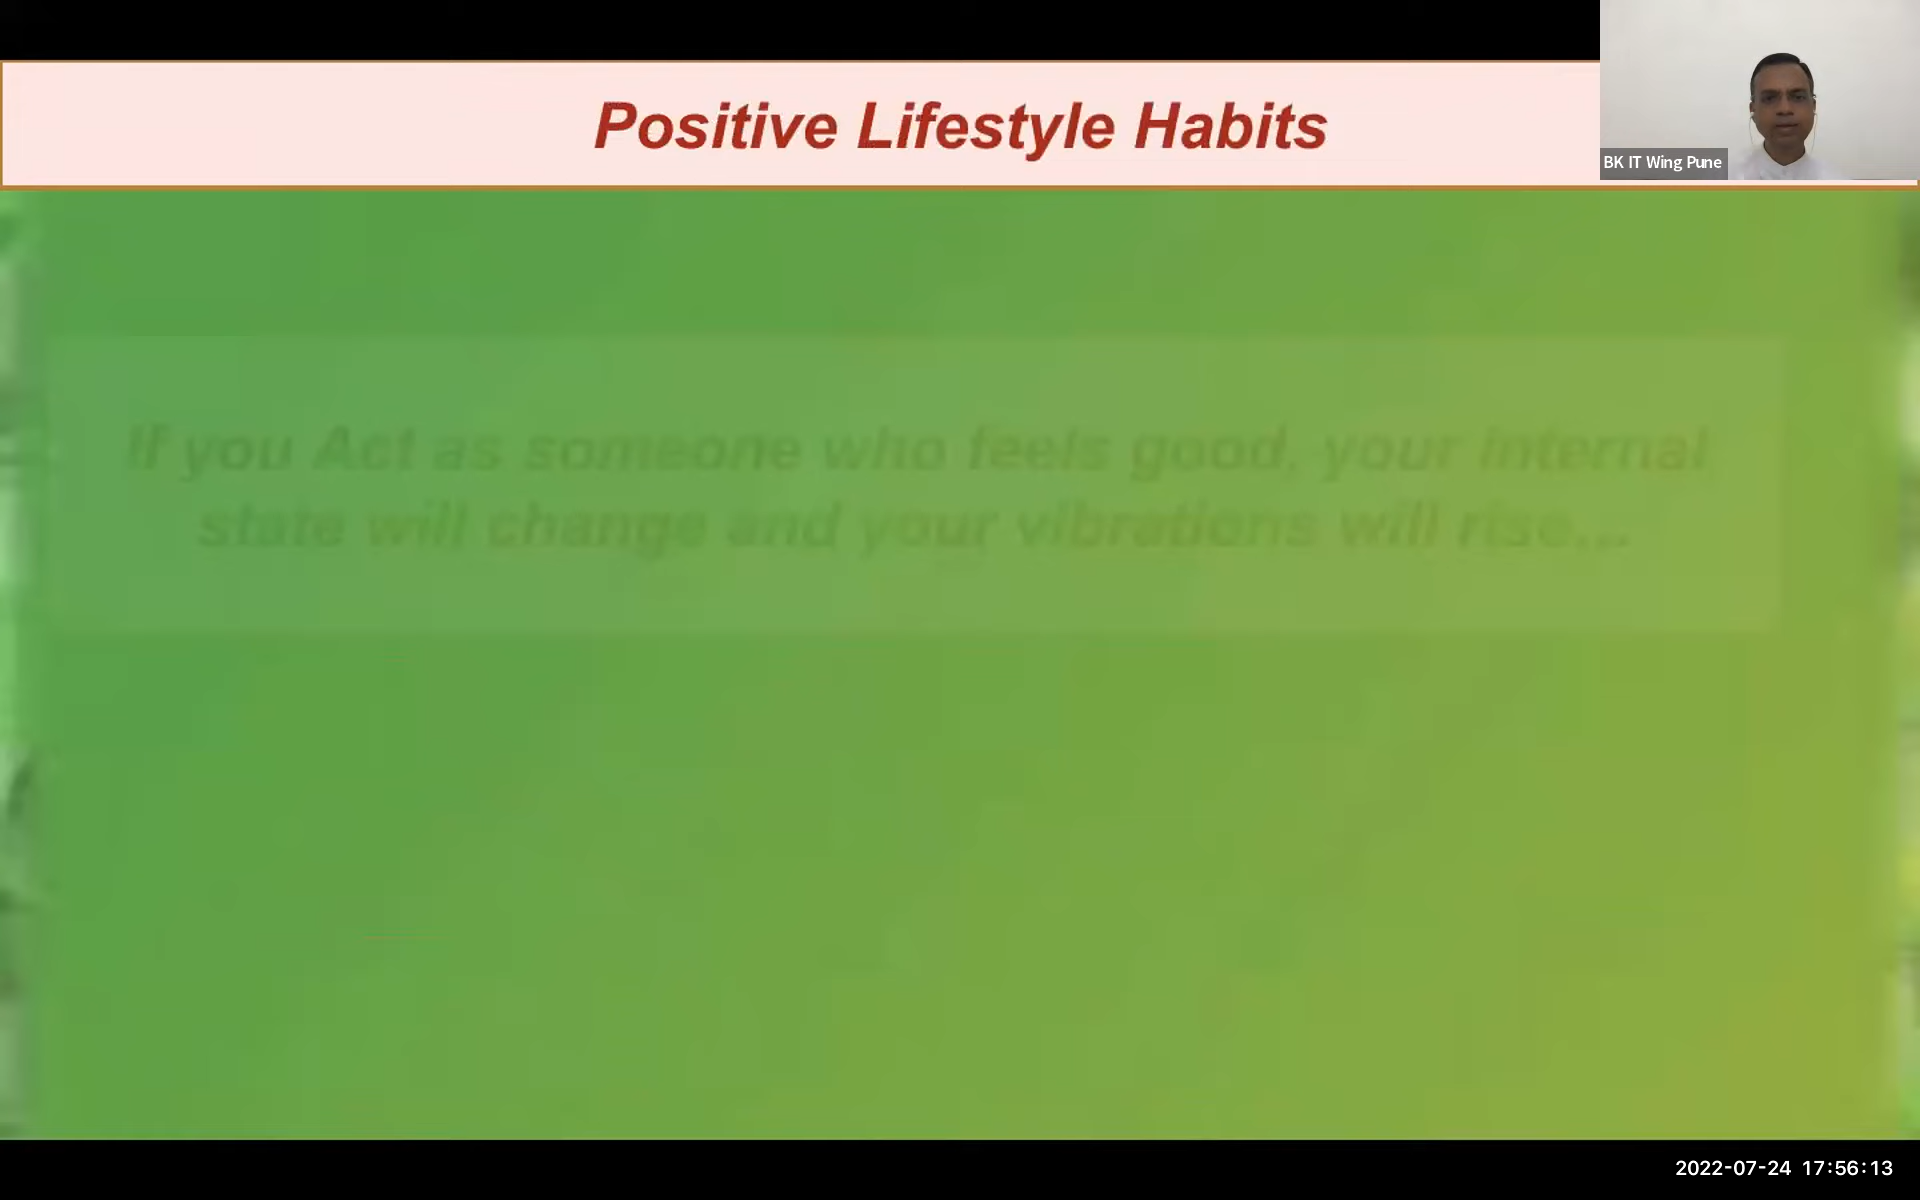 Positive Lifestyle Habits
BK IT Wing Pune
If you Act as someone who feels good, your internal
state will change and your vibrations will rise...
2022-07-24 17:56:13